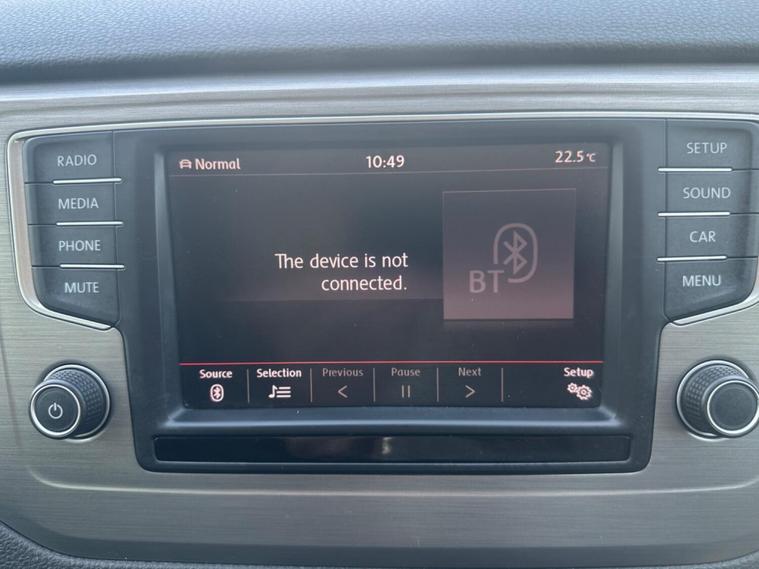 RADIO
MEDIA
PHONE
MUTE
Normal 10:49 22.5°C
The device is not
connected.
BT
Source Selection Previous Pause Next Setup
SETUP
SOUND
CAR
MENU